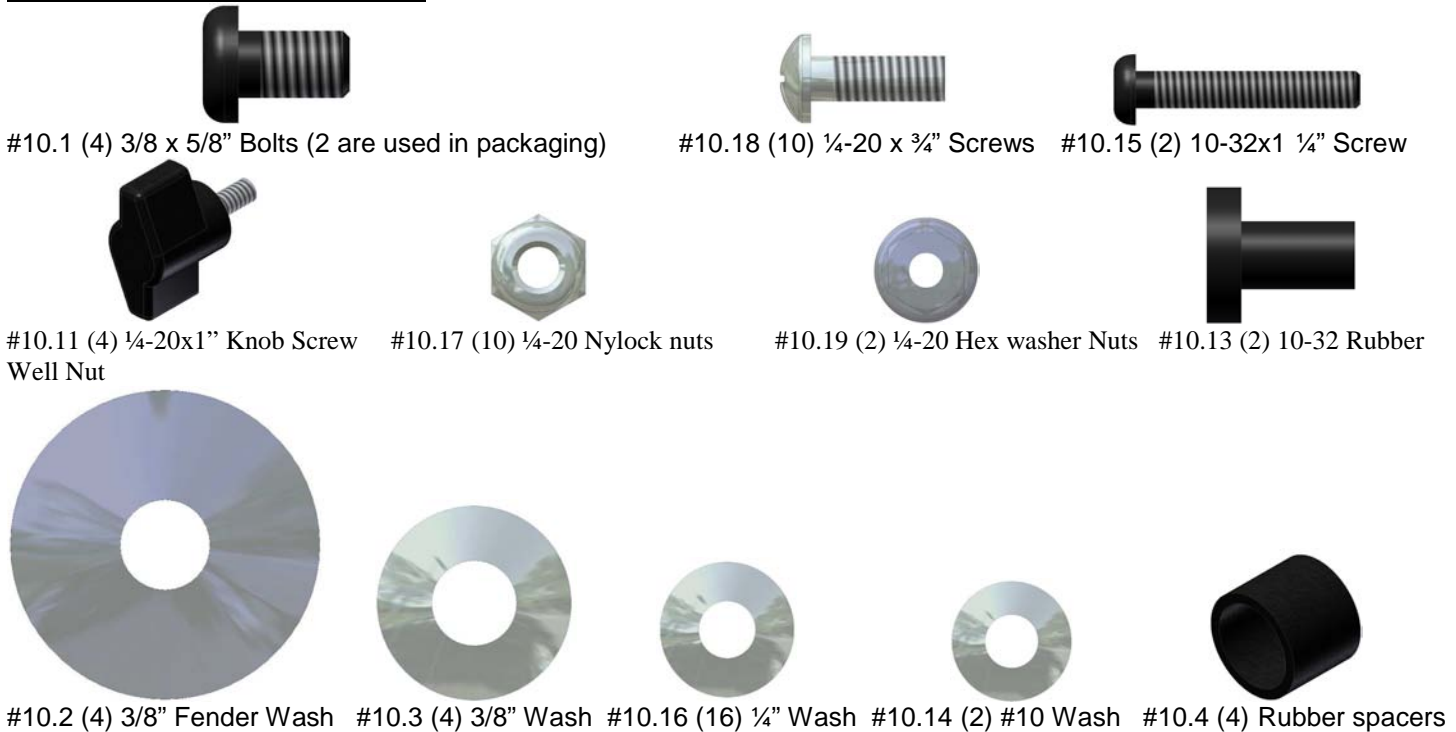 #10.1 (4) 3/8 x 5/8” Bolts (2 are used in packaging) #10.18 (10) ¼-20 x ¾” Screws #10.15 (2) 10-32x1 ¼” Screw
#10.11 (4) ¼-20x1” Knob Screw #10.17 (10) ¼-20 Nylock nuts #10.19 (2) ¼-20 Hex washer Nuts #10.13 (2) 10-32 Rubber
Well Nut
#10.2 (4) 3/8” Fender Wash #10.3 (4) 3/8” Wash #10.16 (16) ¼” Wash #10.14 (2) #10 Wash #10.4 (4) Rubber spacers